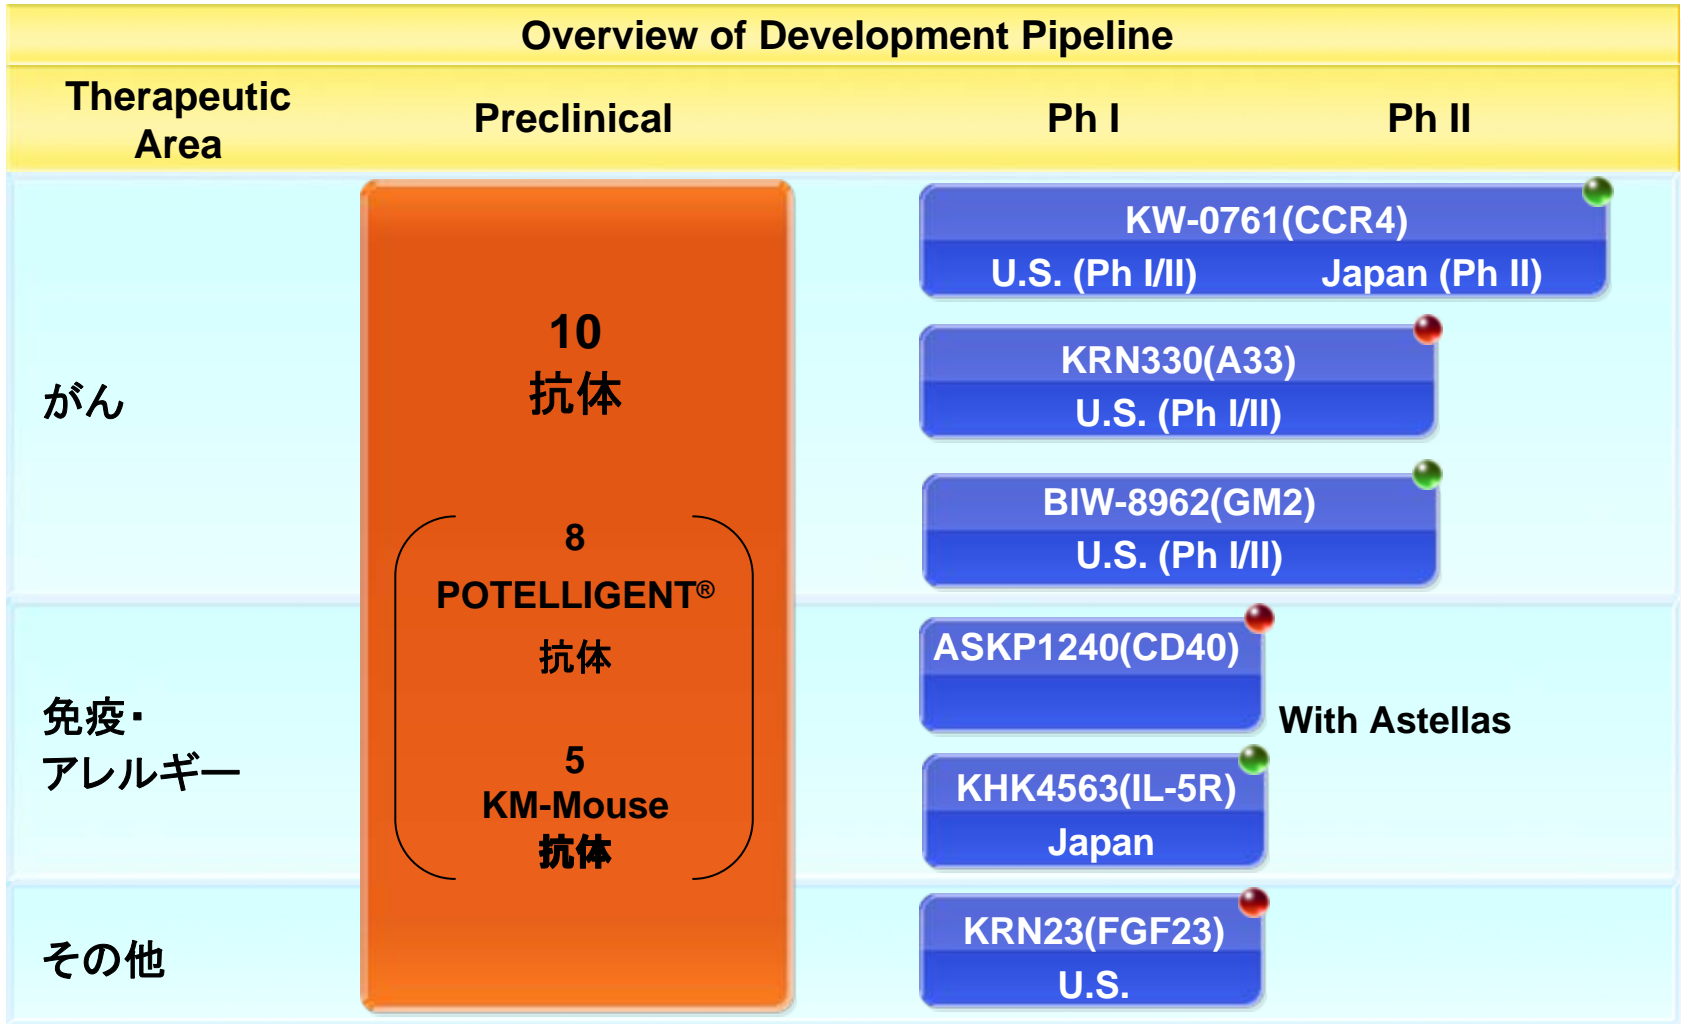 Overview of Development Pipeline
Therapeutic
Area
Preclinical
Ph I
Ph II
がん
10
抗体
8
POTELLIGENT®
抗体
5
KM-Mouse
抗体
KW-0761(CCR4)
U.S. (Ph I/II) Japan (Ph II)
KRN330(A33)
U.S. (Ph I/II)
BIW-8962(GM2)
U.S. (Ph I/II)
免疫・
アレルギー
ASKP1240(CD40)
With Astellas
KHK4563(IL-5R)
Japan
その他
KRN23(FGF23)
U.S.